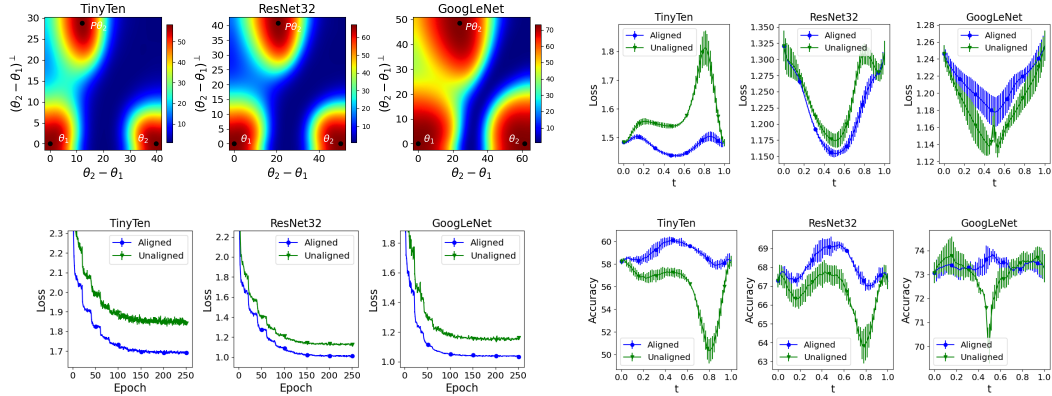 TinyTen
ResNet32
GoogLeNet
(θ₂ − θ₁)⊥
30
25
20
15
10
5
0
0 10 20 30 40
θ₂ − θ₁
Pθ₂
θ₁
θ₂
50
40
30
20
10
(θ₂ − θ₁)⊥
40
35
30
25
20
15
10
5
0
0 20 40
θ₂ − θ₁
Pθ₂
θ₁
θ₂
70
60
50
40
30
20
10
(θ₂ − θ₁)⊥
50
40
30
20
10
0
0 20 40 60
θ₂ − θ₁
Pθ₂
θ₁
θ₂
70
60
50
40
30
20
10
TinyTen
Loss
1.8
1.7
1.6
1.5
0.0 0.2 0.4 0.6 0.8 1.0
t
Aligned
Unaligned
ResNet32
Loss
1.350
1.325
1.300
1.275
1.250
1.225
1.200
1.175
1.150
0.0 0.2 0.4 0.6 0.8 1.0
t
Aligned
Unaligned
GoogLeNet
Loss
1.28
1.26
1.24
1.22
1.20
1.18
1.16
1.14
1.12
0.0 0.2 0.4 0.6 0.8 1.0
t
Aligned
Unaligned
TinyTen
Loss
2.3
2.2
2.1
2.0
1.9
1.8
1.7
0 50 100 150 200 250
Epoch
Aligned
Unaligned
ResNet32
Loss
2.2
2.0
1.8
1.6
1.4
1.2
1.0
0 50 100 150 200 250
Epoch
Aligned
Unaligned
GoogLeNet
Loss
1.8
1.6
1.4
1.2
1.0
0 50 100 150 200 250
Epoch
Aligned
Unaligned
TinyTen
Accuracy
60
58
56
54
52
50
0.0 0.2 0.4 0.6 0.8 1.0
t
Aligned
Unaligned
ResNet32
Accuracy
69
68
67
66
65
64
63
0.0 0.2 0.4 0.6 0.8 1.0
t
Aligned
Unaligned
GoogLeNet
Accuracy
74
73
72
71
70
0.0 0.2 0.4 0.6 0.8 1.0
t
Aligned
Unaligned